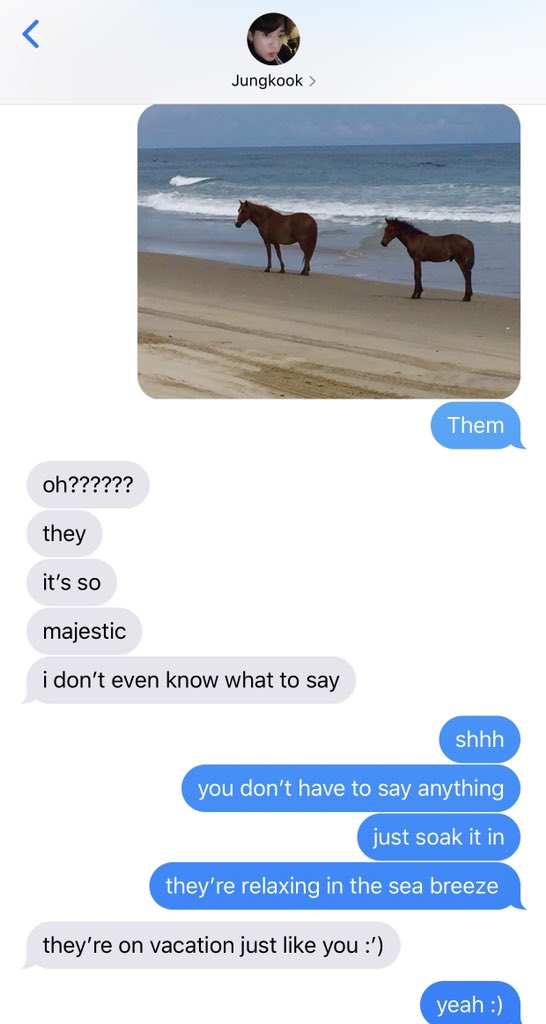 Jungkook
Them
oh??????
they
it’s so
majestic
i don’t even know what to say
shhh
you don’t have to say anything
just soak it in
they’re relaxing in the sea breeze
they’re on vacation just like you :’)
yeah :)